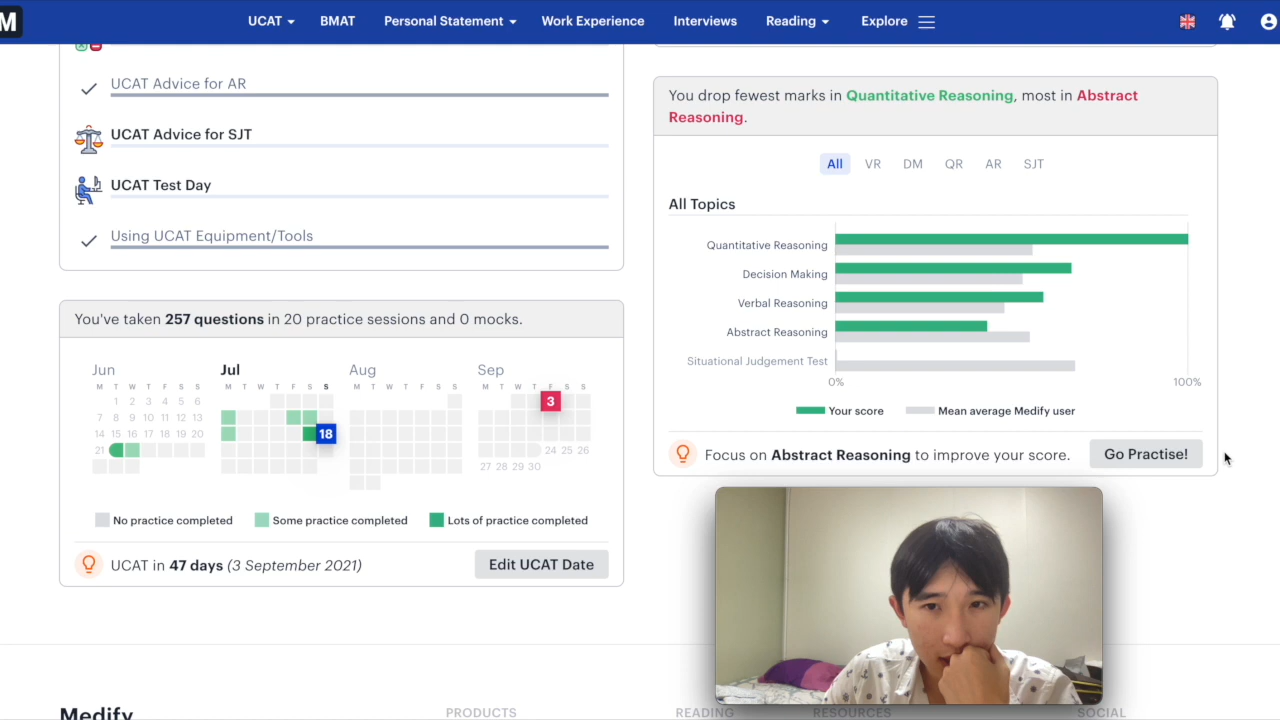 M
UCAT
BMAT
Personal Statement
Work Experience
Interviews
Reading
Explore
UCAT Advice for AR
UCAT Advice for SJT
UCAT Test Day
Using UCAT Equipment/Tools
You've taken 257 questions in 20 practice sessions and 0 mocks.
Jun
M T W T F S S
1 2 3 4 5 6
7 8 9 10 11 12 13
14 15 16 17 18 19 20
21
Jul
M T W T F S S
18
Aug
M T W T F S S
Sep
M T W T F S S
3
24 25 26
27 28 29 30
No practice completed
Some practice completed
Lots of practice completed
UCAT in 47 days (3 September 2021)
Edit UCAT Date
You drop fewest marks in Quantitative Reasoning, most in Abstract
Reasoning.
All VR DM QR AR SJT
All Topics
Quantitative Reasoning
Decision Making
Verbal Reasoning
Abstract Reasoning
Situational Judgement Test
0% 100%
Your score
Mean average Medify user
Focus on Abstract Reasoning to improve your score.
Go Practise!
Medify
PRODUCTS
READING
RESOURCES
SOCIAL